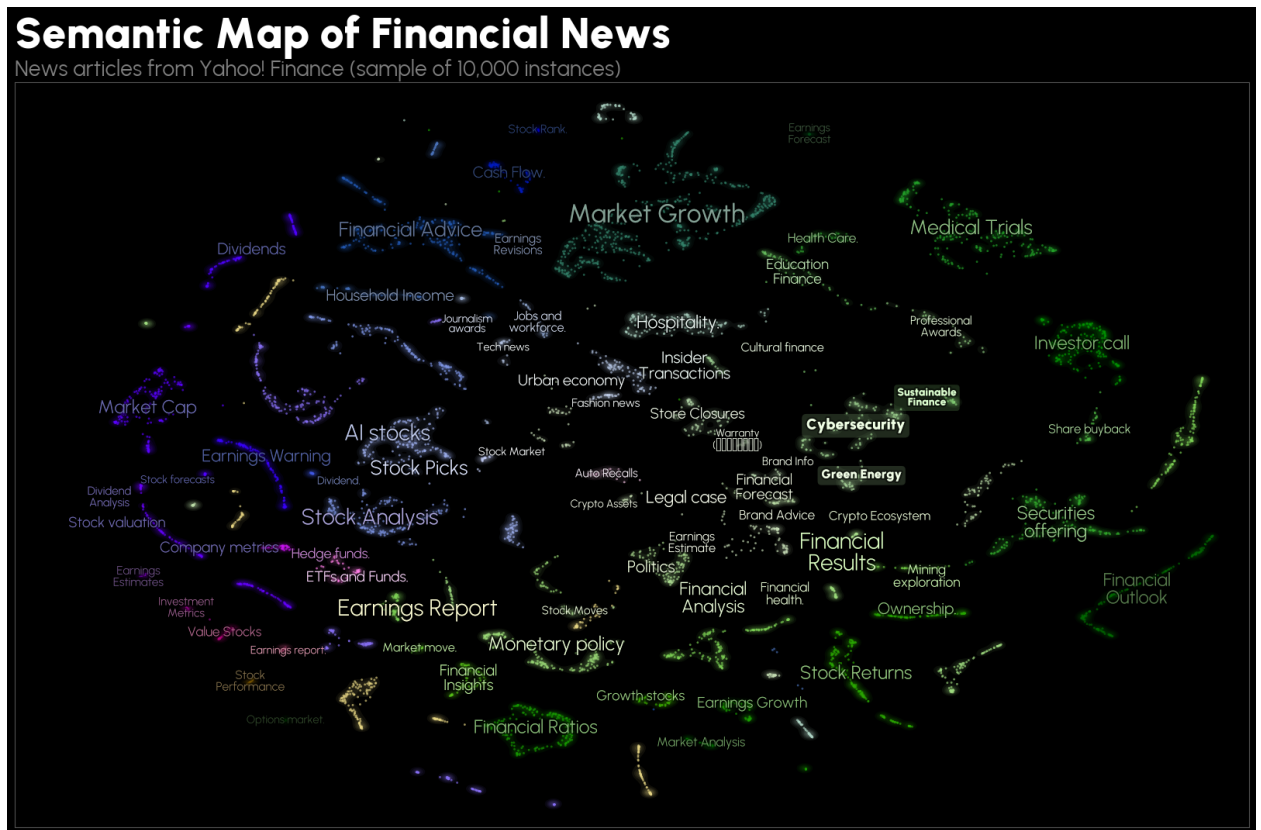 Semantic Map of Financial News
News articles from Yahoo! Finance (sample of 10,000 instances)
Stock Rank.
Earnings
Forecast
Cash Flow.
Market Growth
Financial Advice
Medical Trials
Earnings
Revisions
Health Care.
Dividends
Education
Finance
Household Income
Journalism
awards
Jobs and
workforce.
Hospitality
Professional
Awards
Tech news
Cultural finance
Investor call
Insider
Transactions
Urban economy
Sustainable
Finance
Fashion news
Market Cap
Store Closures
Cybersecurity
Share buyback
AI stocks
Warranty
Stock Market
Earnings Warning
Stock Picks
Brand Info
Auto Recalls
Green Energy
Stock forecasts
Dividend.
Financial
Forecast
Dividend
Analysis
Legal case
Crypto Assets
Stock valuation
Stock Analysis
Brand Advice
Crypto Ecosystem
Securities
offering
Company metrics
Hedge funds.
Earnings
Estimate
Financial
Results
Politics
ETFs and Funds.
Earnings
Estimates
Mining
exploration
Financial
Outlook
Financial
Analysis
Financial
health.
Investment
Metrics
Earnings Report
Stock Moves
Ownership
Value Stocks
Earnings report
Market move.
Monetary policy
Stock
Performance
Financial
Insights
Stock Returns
Growth stocks
Earnings Growth
Options market
Financial Ratios
Market Analysis